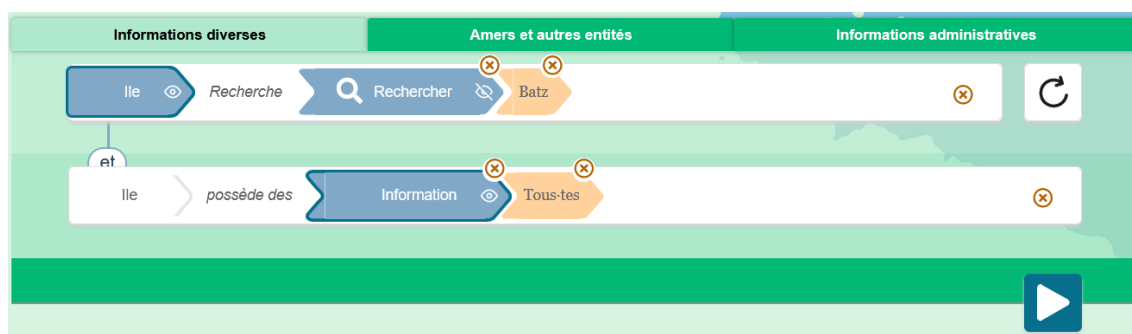 Informations diverses Amers et autres entités Informations administratives
Ile Recherche Rechercher Batz
et
Ile possède des Information Tous·tes